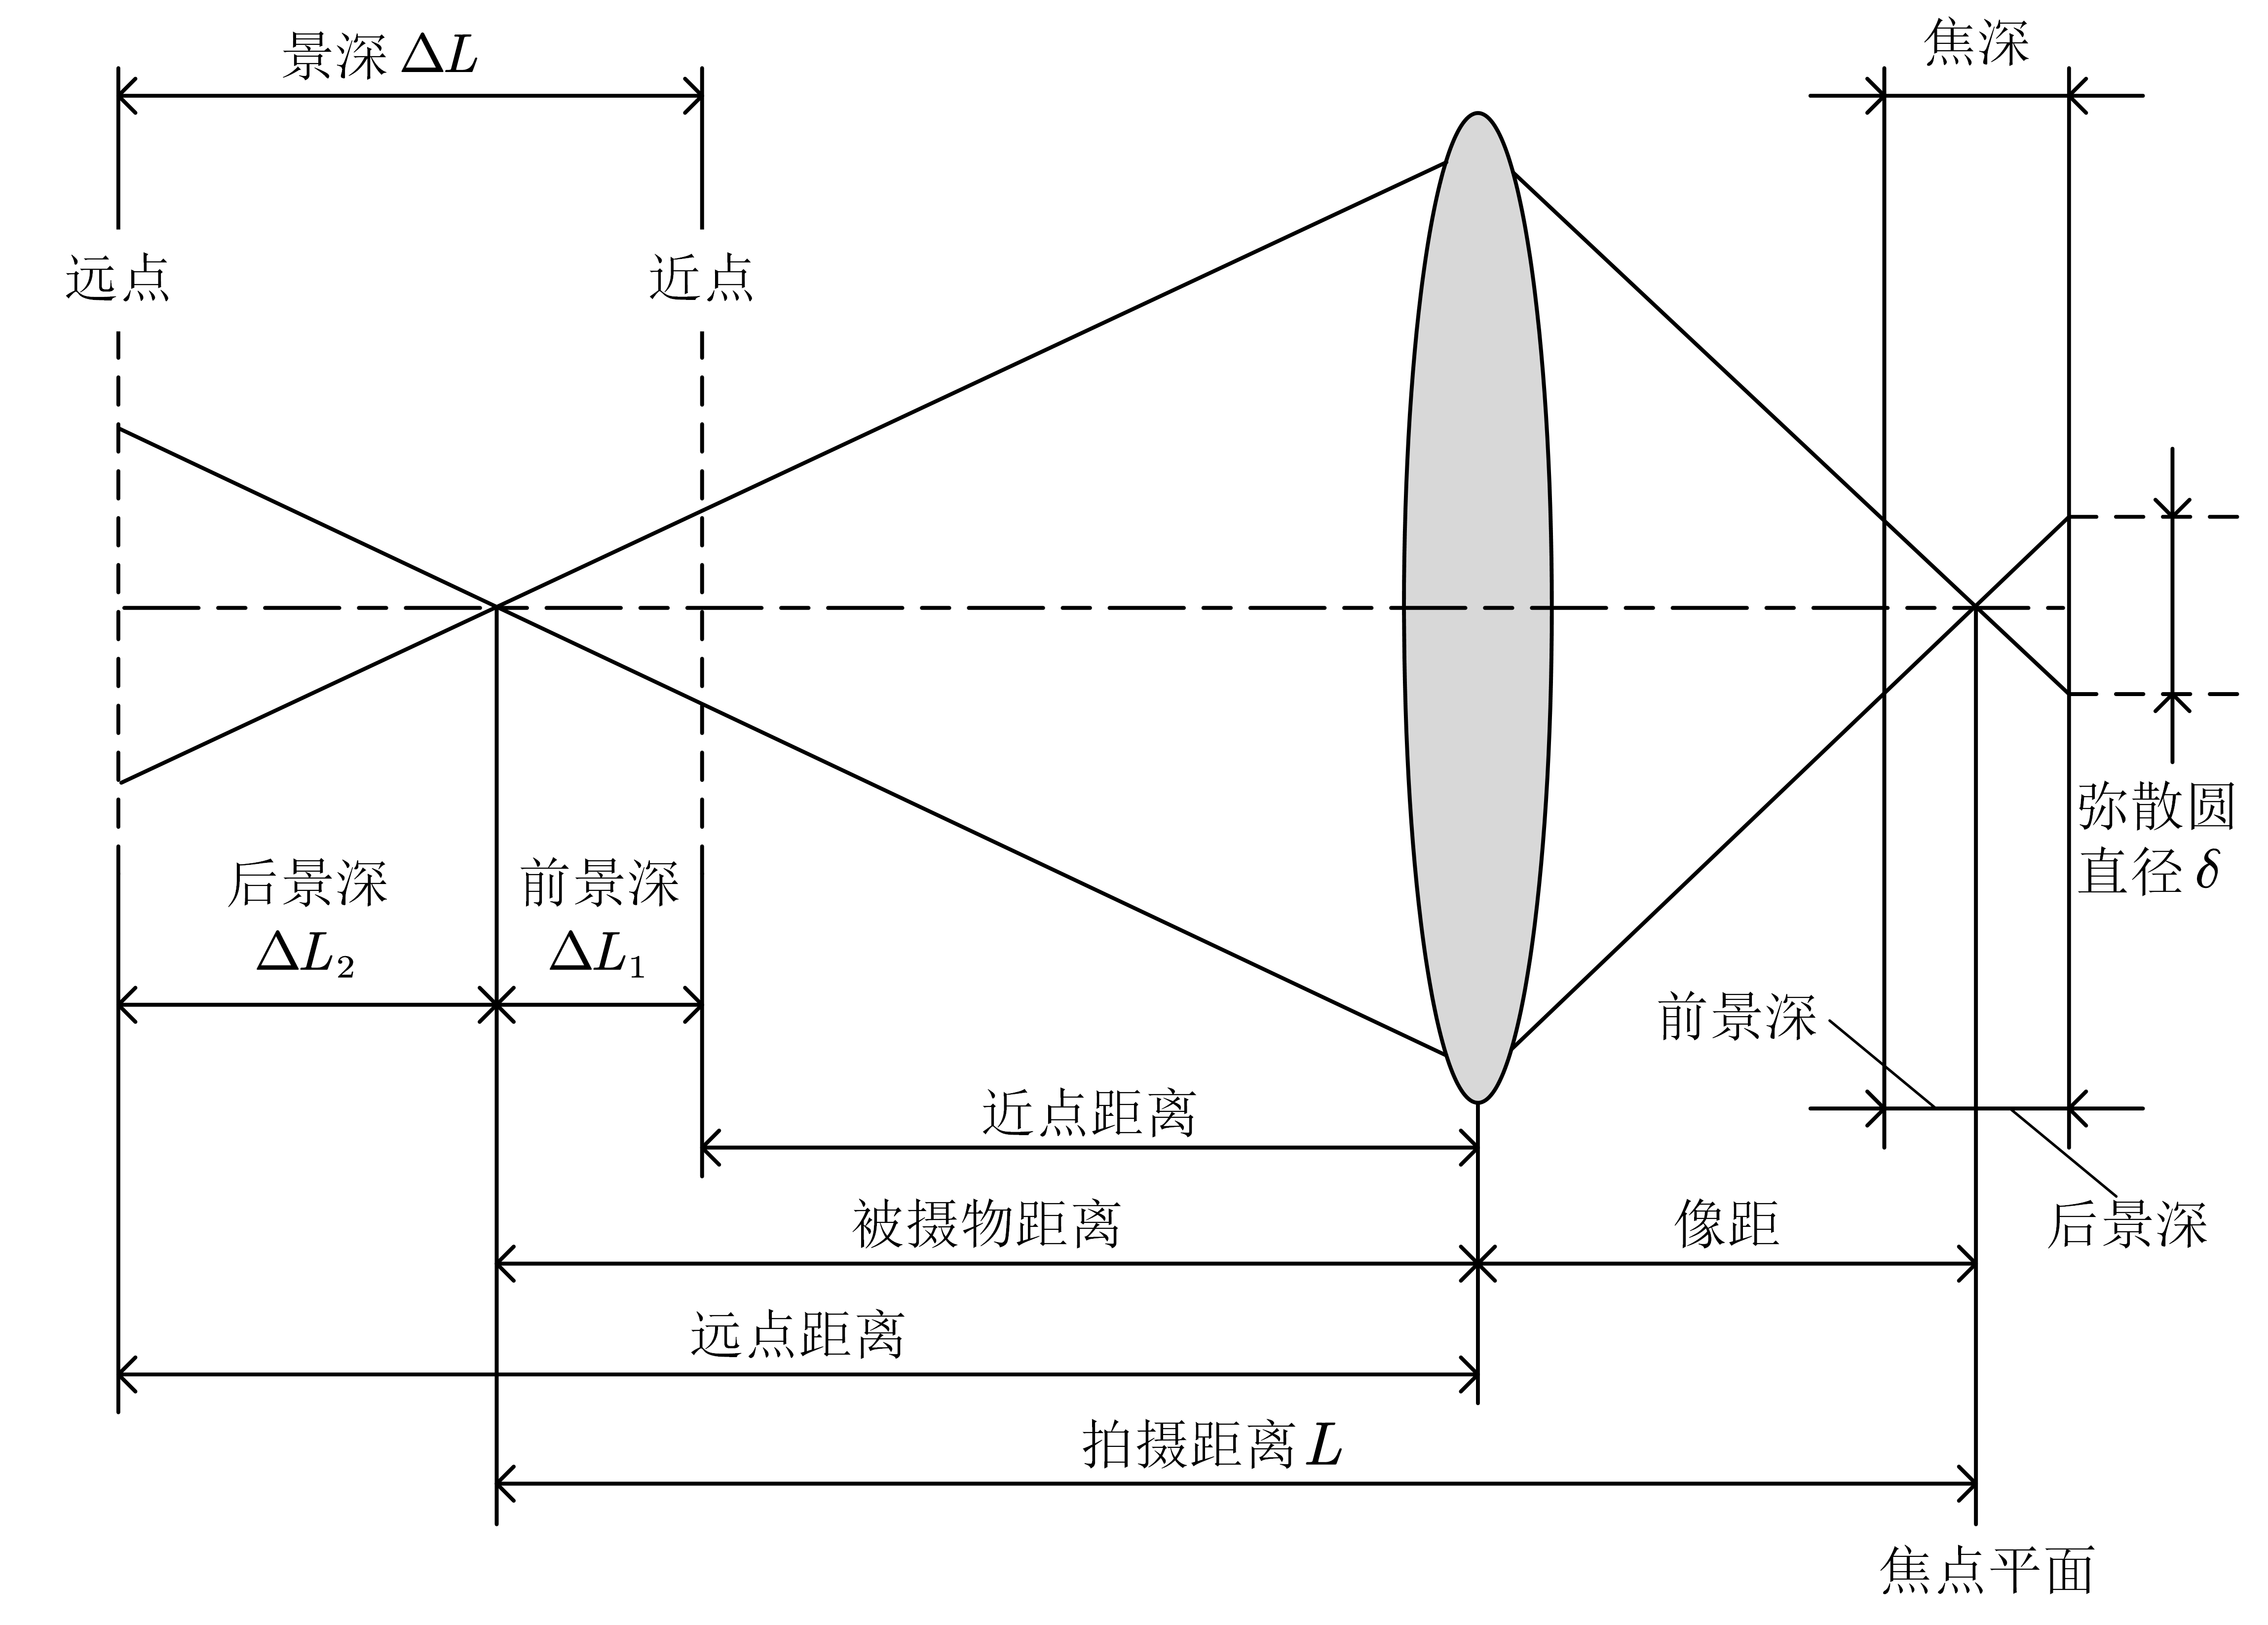 景深 ΔL
焦深
远点
近点
弥散圆
直径 δ
后景深
ΔL₂
前景深
ΔL₁
前景深
近点距离
被摄物距离
像距
后景深
远点距离
拍摄距离 L
焦点平面